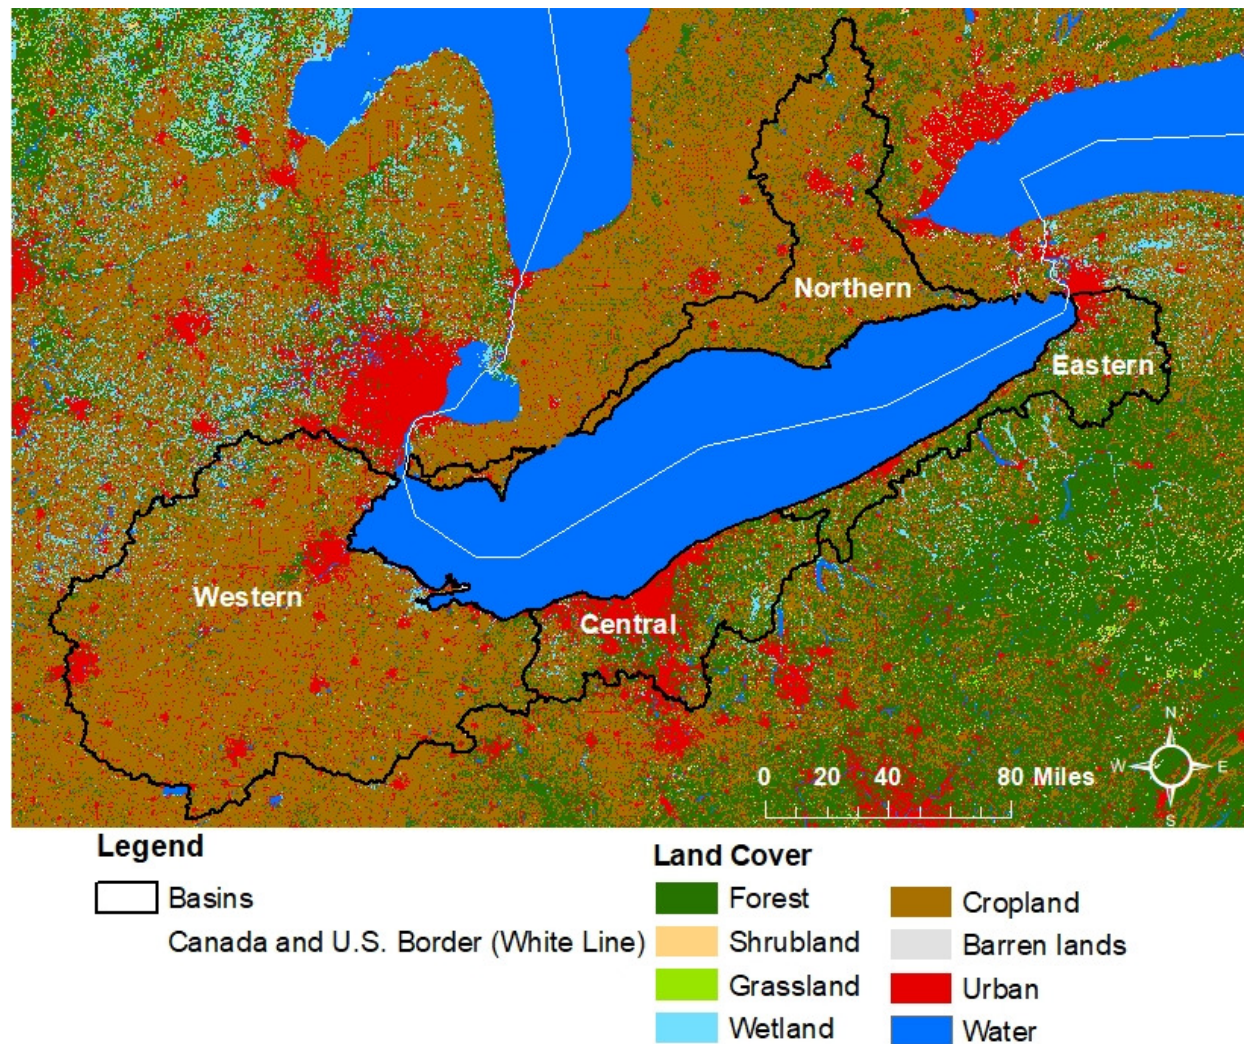 Northern
Eastern
Western
Central
N
W E
S
0 20 40 80 Miles
Legend
Basins
Canada and U.S. Border (White Line)
Land Cover
Forest
Shrubland
Grassland
Wetland
Cropland
Barren lands
Urban
Water